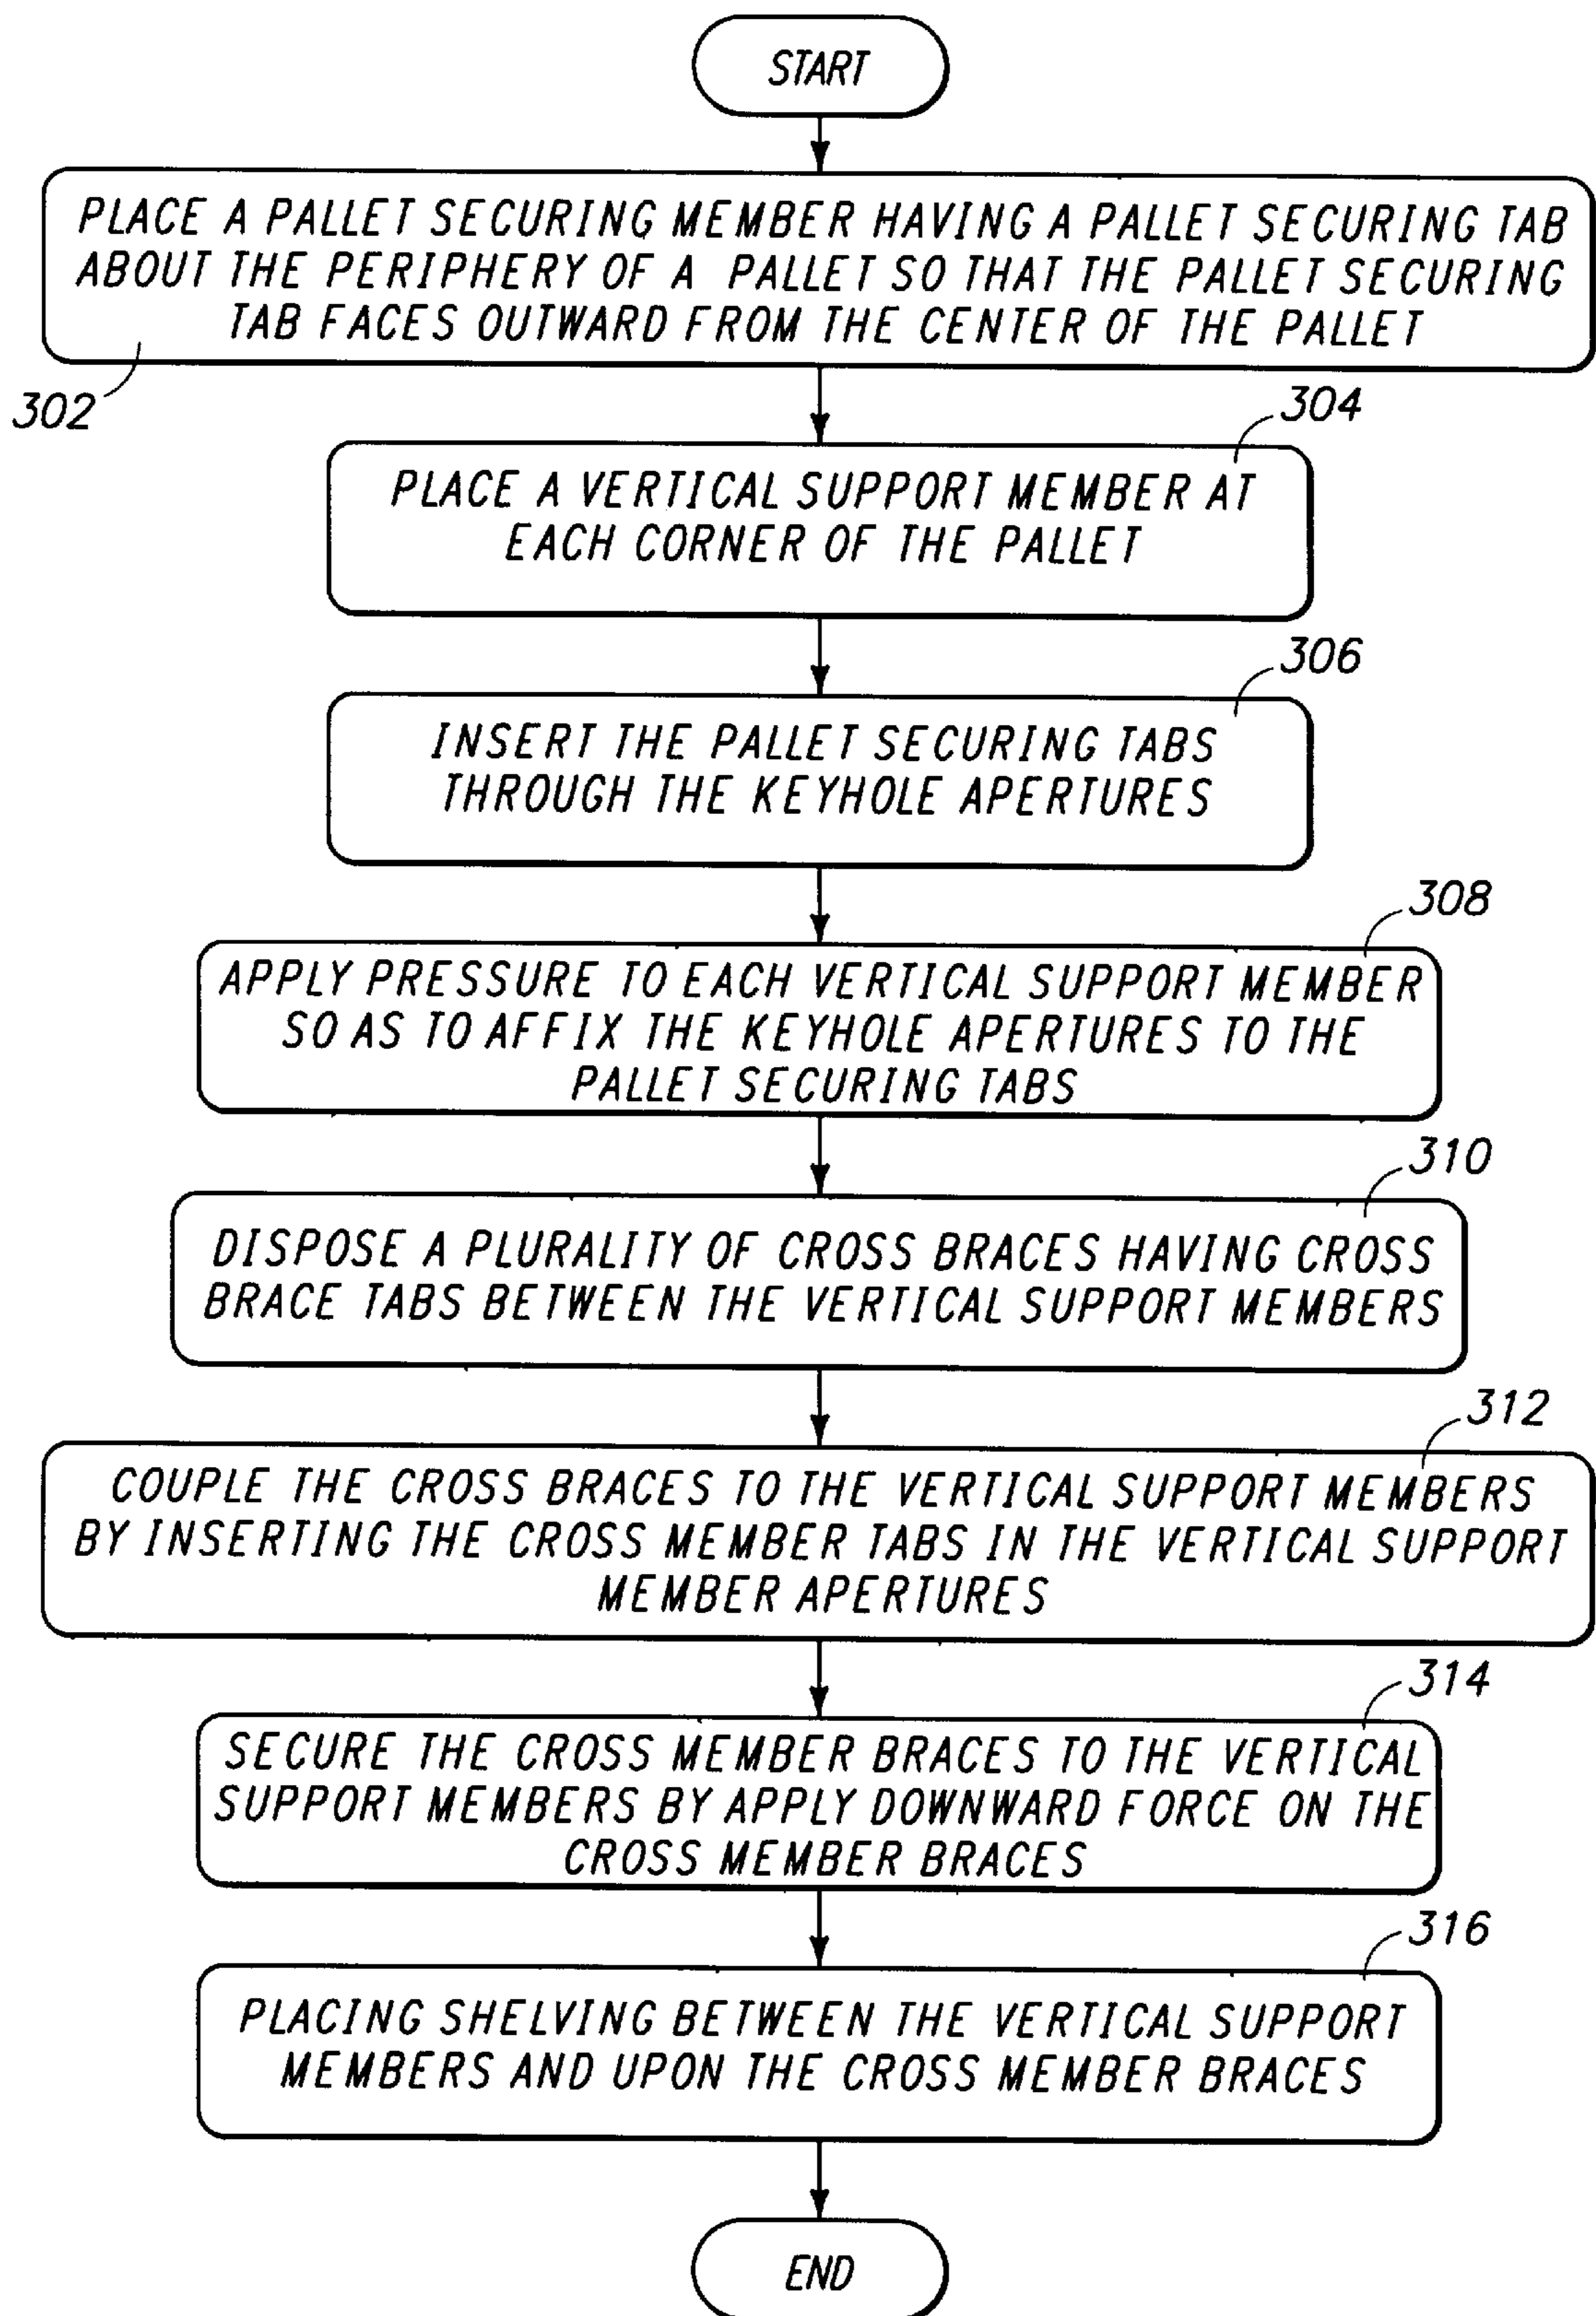 START
PLACE A PALLET SECURING MEMBER HAVING A PALLET SECURING TAB
ABOUT THE PERIPHERY OF A PALLET SO THAT THE PALLET SECURING
TAB FACES OUTWARD FROM THE CENTER OF THE PALLET
302
304
PLACE A VERTICAL SUPPORT MEMBER AT
EACH CORNER OF THE PALLET
306
INSERT THE PALLET SECURING TABS
THROUGH THE KEYHOLE APERTURES
308
APPLY PRESSURE TO EACH VERTICAL SUPPORT MEMBER
SO AS TO AFFIX THE KEYHOLE APERTURES TO THE
PALLET SECURING TABS
310
DISPOSE A PLURALITY OF CROSS BRACES HAVING CROSS
BRACE TABS BETWEEN THE VERTICAL SUPPORT MEMBERS
312
COUPLE THE CROSS BRACES TO THE VERTICAL SUPPORT MEMBERS
BY INSERTING THE CROSS MEMBER TABS IN THE VERTICAL SUPPORT
MEMBER APERTURES
314
SECURE THE CROSS MEMBER BRACES TO THE VERTICAL
SUPPORT MEMBERS BY APPLY DOWNWARD FORCE ON THE
CROSS MEMBER BRACES
316
PLACING SHELVING BETWEEN THE VERTICAL SUPPORT
MEMBERS AND UPON THE CROSS MEMBER BRACES
END